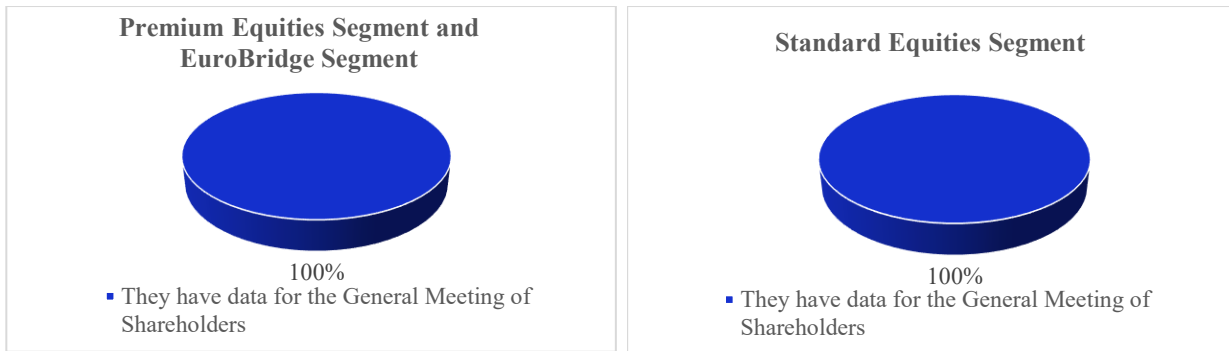 Premium Equities Segment and
EuroBridge Segment
100%
They have data for the General Meeting of
Shareholders
Standard Equities Segment
100%
They have data for the General Meeting of
Shareholders